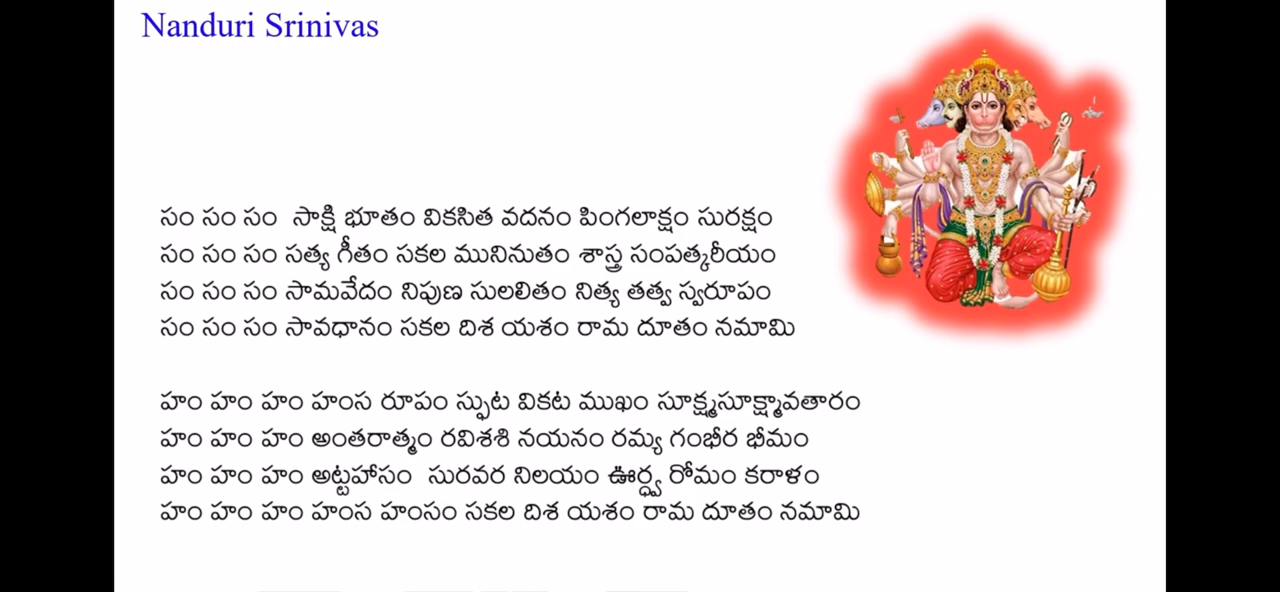 Nanduri Srinivas
సం సం సం సాక్షి భూతం వికసిత వదనం పింగలాక్షం సురక్షం
సం సం సం సత్య గీతం సకల మునినుతం శాస్త్ర సంపత్కరీయం
సం సం సం సామవేదం నిపుణ సులలితం నిత్య తత్వ స్వరూపం
సం సం సం సావధానం సకల దిశ యశం రామ దూతం నమామి
హం హం హం హంస రూపం స్ఫుట వికట ముఖం సూక్ష్మసూక్ష్మావతారం
హం హం హం అంతరాత్మం రవిశశి నయనం రమ్య గంభీర భీమం
హం హం హం అట్టహాసం సురవర నిలయం ఊర్ధ్వ రోమం కరాళం
హం హం హం హంస హంసం సకల దిశ యశం రామ దూతం నమామి